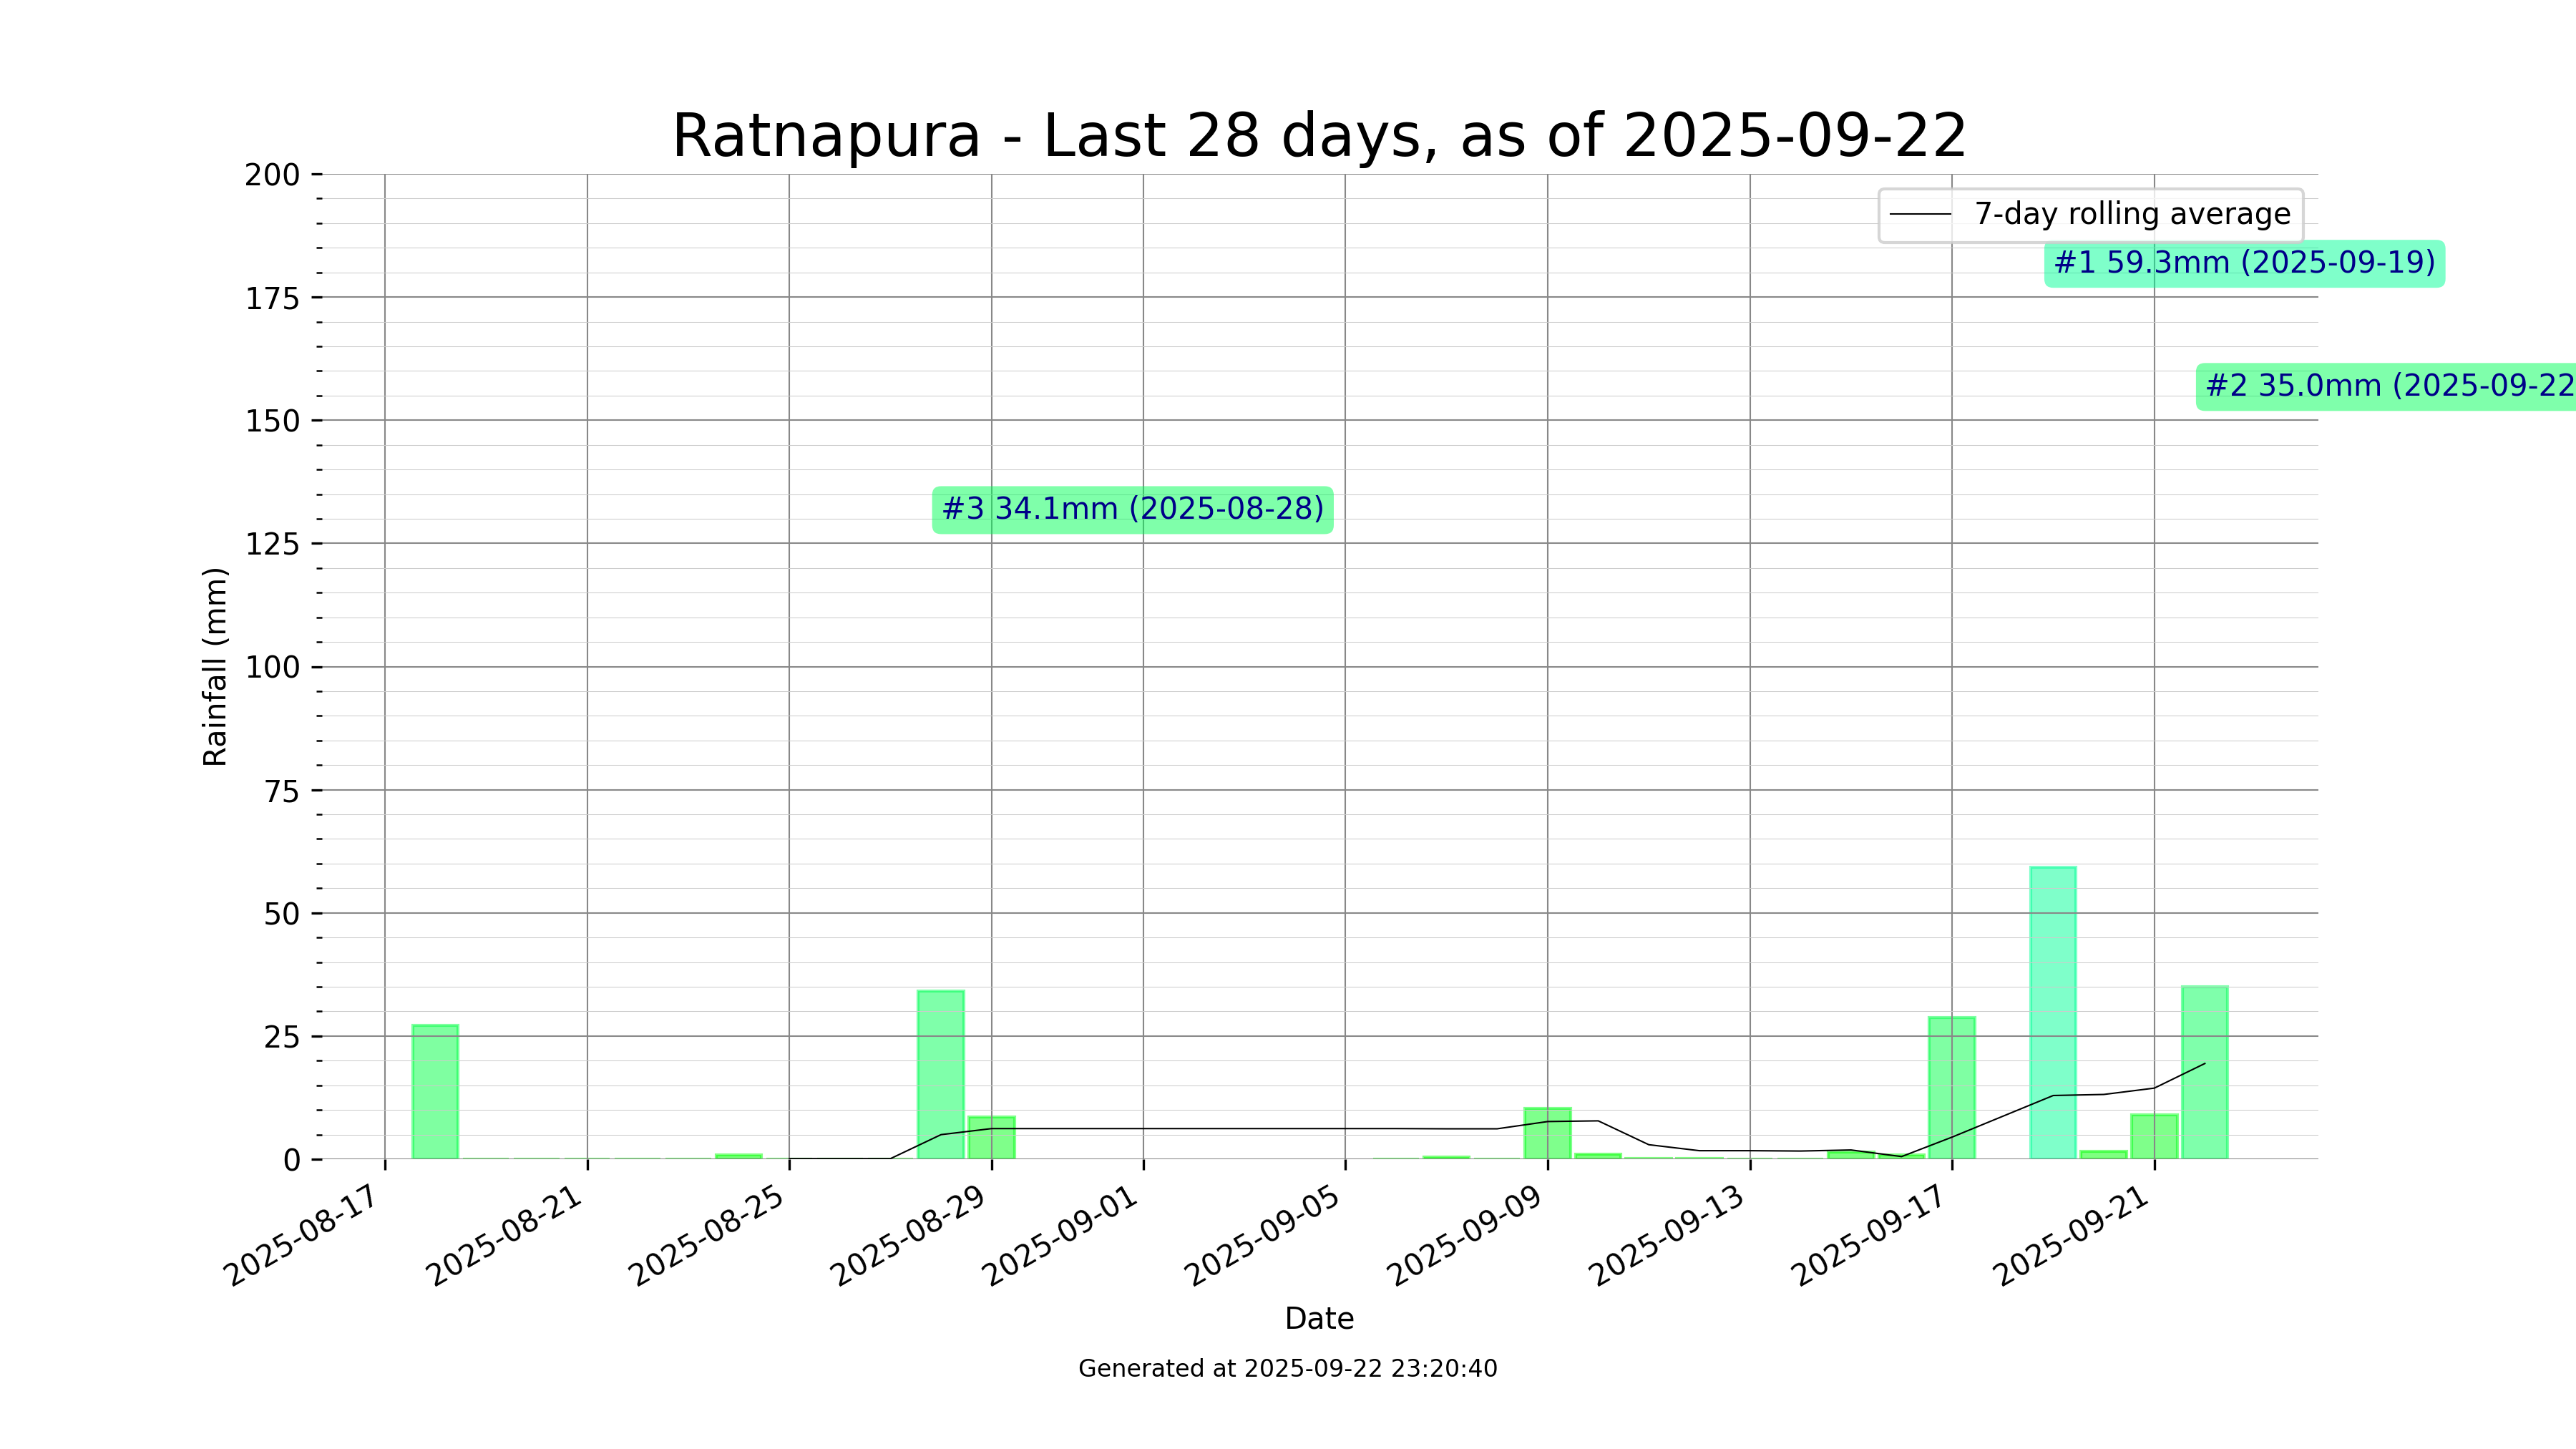 Ratnapura - Last 28 days, as of 2025-09-22
200
175
150
125
100
75
50
25
0
Rainfall (mm)
7-day rolling average
#1 59.3mm (2025-09-19)
#2 35.0mm (2025-09-22
#3 34.1mm (2025-08-28)
2025-08-17
2025-08-21
2025-08-25
2025-08-29
2025-09-01
2025-09-05
2025-09-09
2025-09-13
2025-09-17
2025-09-21
Date
Generated at 2025-09-22 23:20:40